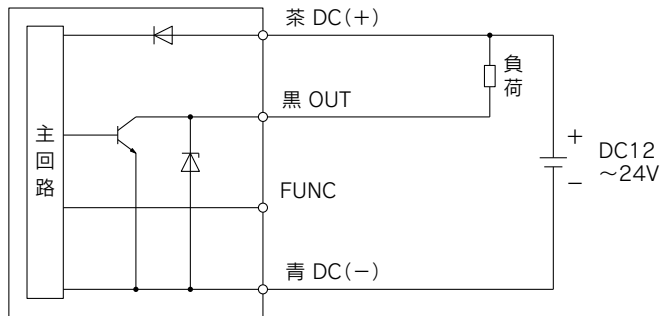 茶 DC(+)
負荷
黒 OUT
主回路
+
DC12
～24V
−
FUNC
青 DC(−)